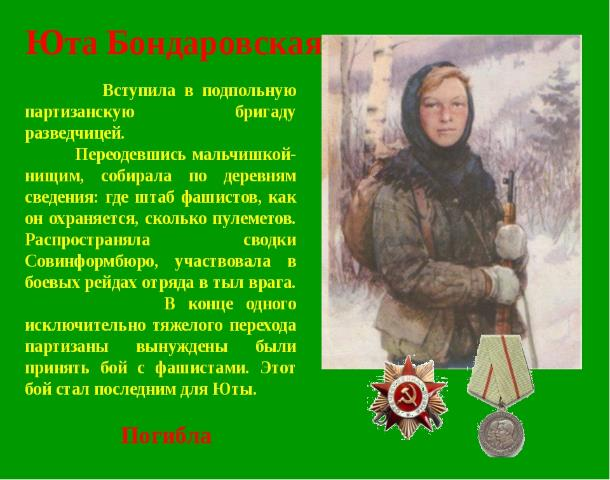 Юта Бондаровская
Вступила в подпольную
партизанскую бригаду
разведчицей.
Переодевшись мальчишкой-
нищим, собирала по деревням
сведения: где штаб фашистов, как
он охраняется, сколько пулеметов.
Распространяла сводки
Совинформбюро, участвовала в
боевых рейдах отряда в тыл врага.
В конце одного
исключительно тяжелого перехода
партизаны вынуждены были
принять бой с фашистами. Этот
бой стал последним для Юты.
Погибла